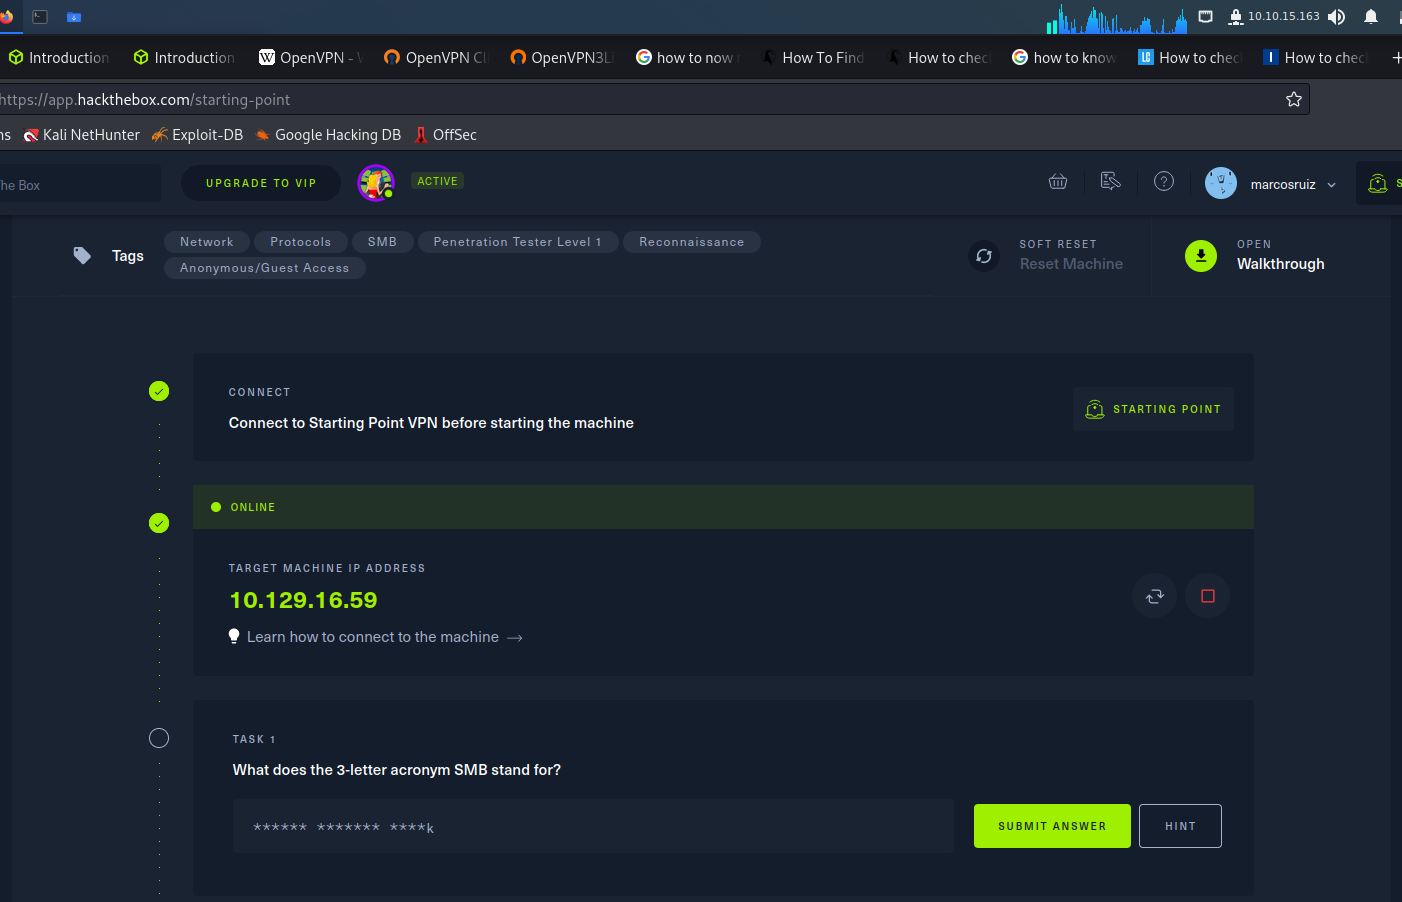 10.10.15.163
Introduction
Introduction
OpenVPN - W
OpenVPN Cl
OpenVPN3Li
how to now
How To Find
How to chec
how to know
How to chec
How to chec
https://app.hackthebox.com/starting-point
ns
Kali NetHunter
Exploit-DB
Google Hacking DB
OffSec
The Box
UPGRADE TO VIP
ACTIVE
marcosruiz
S
Tags
Network
Protocols
SMB
Penetration Tester Level 1
Reconnaissance
Anonymous/Guest Access
SOFT RESET
Reset Machine
OPEN
Walkthrough
CONNECT
Connect to Starting Point VPN before starting the machine
STARTING POINT
ONLINE
TARGET MACHINE IP ADDRESS
10.129.16.59
Learn how to connect to the machine →
TASK 1
What does the 3-letter acronym SMB stand for?
****** ******* ****k
SUBMIT ANSWER
HINT